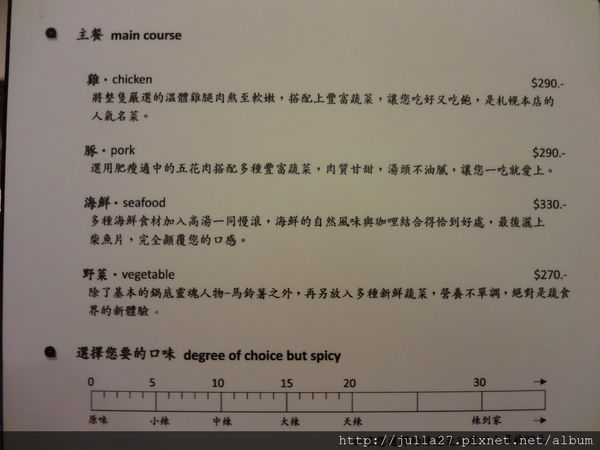 主餐 main course
雞・chicken $290.-
將整隻嚴選的溫體雞腿肉熬至軟嫩，搭配上豐富蔬菜，讓您吃好又吃飽，是札幌本店的
人氣名菜。
豚・pork $290.-
選用肥瘦適中的五花肉搭配多種豐富蔬菜，肉質甘甜，湯頭不油膩，讓您一吃就愛上。
海鮮・seafood $330.-
多種海鮮食材加入高湯一同慢滾，海鮮的自然風味與咖哩結合得恰到好處，最後灑上
柴魚片，完全顛覆您的口感。
野菜・vegetable $270.-
除了基本的鍋底靈魂人物-馬鈴薯之外，再另放入多種新鮮蔬菜，營養不單調，絕對是蔬食
界的新體驗。
選擇您要的口味 degree of choice but spicy
0 5 10 15 20 30
原味 小辣 中辣 大辣 天辣 辣到家
http://julla27.pixnet.net/album